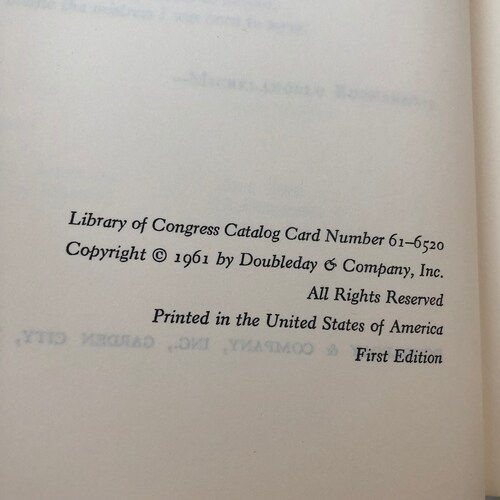 Library of Congress Catalog Card Number 61–6520
Copyright © 1961 by Doubleday & Company, Inc.
All Rights Reserved
Printed in the United States of America
First Edition